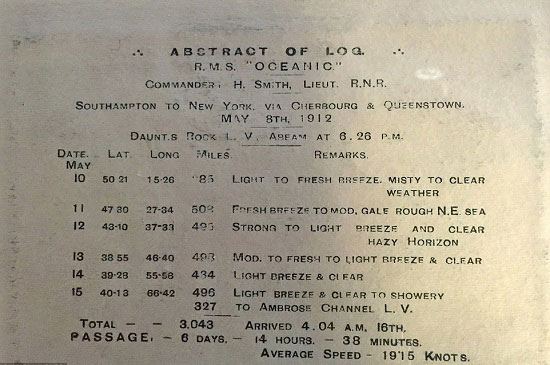 ∴ ABSTRACT OF LOG. ∴
R.M.S. "OCEANIC."
COMMANDER: H. SMITH, LIEUT. R.N.R.
SOUTHAMPTON TO NEW YORK, VIA CHERBOURG & QUEENSTOWN.
MAY 8TH, 1912
DAUNT.S ROCK L. V. ABEAM AT 6.26 P.M.
DATE. LAT. LONG MILES. REMARKS.
MAY
10 50-21 15-26 LIGHT TO FRESH BREEZE. MISTY TO CLEAR
WEATHER
11 47-30 27-34 FRESH BREEZE TO MOD. GALE ROUGH N.E. SEA
12 43-10 37-33 STRONG TO LIGHT BREEZE AND CLEAR
HAZY HORIZON
13 38 55 46-40 MOD. TO FRESH TO LIGHT BREEZE & CLEAR
14 39-28 55-56 LIGHT BREEZE & CLEAR
15 40-13 66-42 496 LIGHT BREEZE & CLEAR TO SHOWERY
327 TO AMBROSE CHANNEL L. V.
TOTAL – – 3,043 ARRIVED 4.04 A.M. 16TH.
PASSAGE. - 6 DAYS. - 14 HOURS. - 38 MINUTES.
AVERAGE SPEED - 19'15 KNOTS.